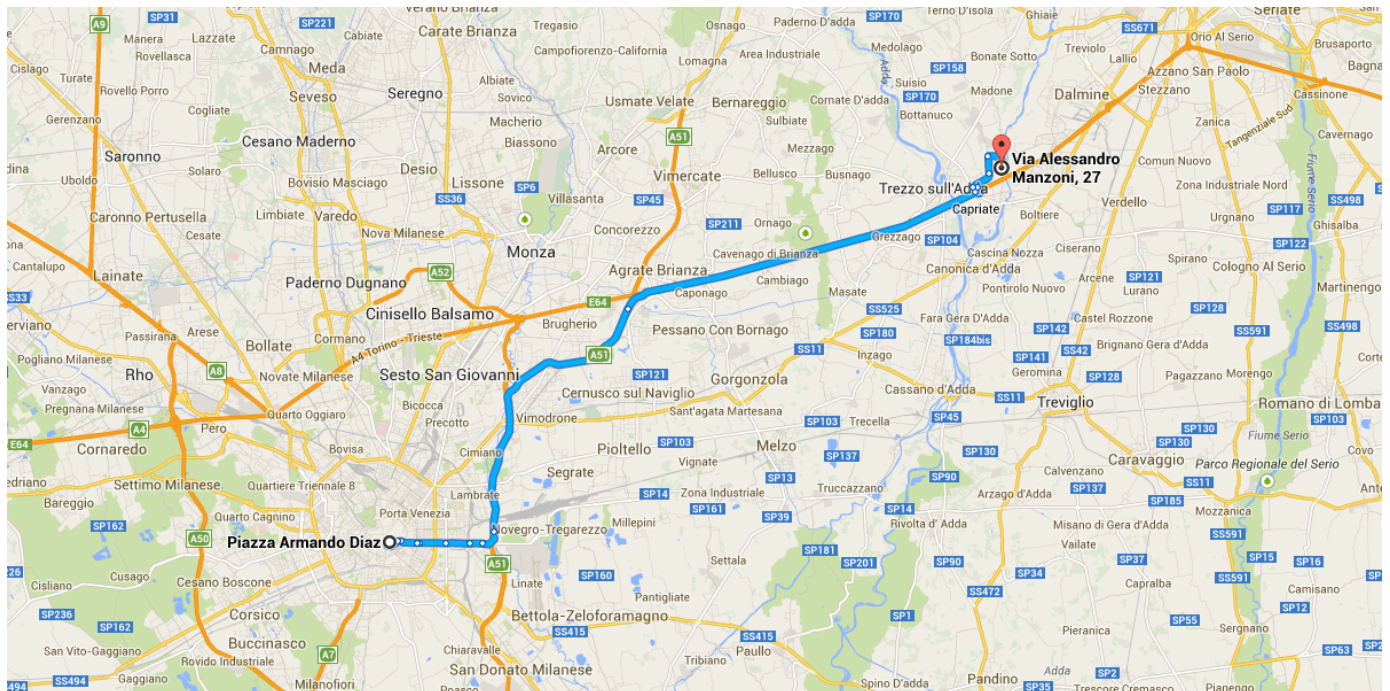 A9
SP31
Verano Brianza
Tregasio
Osnago
Paderno D'adda
SP170
Terno D'Isola
Ghiaie
SS671
Seriate
Cislago
Manera
Lazzate
SP221
Cabiate
Carate Brianza
Campofiorenzo-California
Area Industriale
Medolago
Bonate Sotto
Treviolo
Orio Al Serio
Turate
Rovellasca
Camnago
Lomagna
Adda
SP158
Lallio
Brusaporto
Rovello Porro
Meda
Albiate
Suisio
Azzano San Paolo
Cogliate
Seveso
Seregno
Sovico
Usmate Velate
Bernareggio
Cornate D'adda
SP170
Madone
Dalmine
Stezzano
Cassinone
Gerenzano
Macherio
Sulbiate
Bottanuco
Zanica
Cesano Maderno
Biassono
Arcore
A51
Mezzago
Tangenziale Sud
Cavernago
Saronno
Desio
Vimercate
Bellusco
Busnago
Via Alessandro
Manzoni, 27
Comun Nuovo
Uboldo
Bovisio Masciago
Lissone
SP6
Villasanta
SP45
Trezzo sull'Adda
Zona Industriale Nord
Fiume Serio
Caronno Pertusella
Limbiate
Varedo
SS36
Ornago
Capriate
Boltiere
Verdello
SP117
SS498
Origgio
Cesate
Nova Milanese
Concorezzo
SP211
Grezzago
SP104
Urgnano
Ghisalba
Monza
Cavenago di Brianza
Cascina Nozza
Ciserano
SP122
Cantalupo
Lainate
A52
Agrate Brianza
Cambiago
Canonica d'Adda
Arcene
SP121
Spirano
Cologno Al Serio
Paderno Dugnano
E64
Caponago
Masate
Pontirolo Nuovo
Lurano
Martinengo
SS33
Cinisello Balsamo
SS525
SP128
Passirana
Arese
Cormano
Brugherio
Pessano Con Bornago
SP180
Fara Gera D'Adda
Castel Rozzone
SS591
SS498
Bollate
A4 Torino - Trieste
A51
SS11
SP184bis
SP142
Brignano Gera d'Adda
Pogliano Milanese
A8
Inzago
SP141
SS42
Rho
Novate Milanese
Sesto San Giovanni
SP121
Gorgonzola
Geromina
SP128
Pagazzano
Morengo
Vanzago
Cernusco sul Naviglio
Cassano d'Adda
SS11
Treviglio
Pregnana Milanese
Quarto Oggiaro
Bicocca
Vimodrone
Sant'agata Martesana
SP45
Romano di Lomba
E64
A4
Pero
Precotto
SP103
Trecella
SP130
SP103
Cornaredo
Bovisa
Cimiano
Pioltello
SP103
Melzo
SP137
SP130
SP130
Fiume Serio
Settimo Milanese
Segrate
Vignate
SP13
SP90
Calvenzano
Caravaggio
Parco Regionale del Serio
Bareggio
Quartiere Triennale 8
Lambrate
SP14
Zona Industriale
Truccazzano
Arzago d'Adda
SP137
SS11
SP185
Quarto Cagnino
Porta Venezia
SP161
SP39
SP14
Rivolta d' Adda
Misano di Gera d'Adda
Mozzanica
SP162
A50
Piazza Armando Diaz
Novegro-Tregarezzo
Millepini
Vailate
SS591
Cusago
A51
Settala
SP181
SP201
SP90
SP37
SP15
SP16
Cisliano
Cesano Boscone
Linate
SP160
SP34
Capralba
SS591
Camisano
SP236
Corsico
Pantigliate
SS472
SP12
SP162
Bettola-Zeloforamagno
SP1
SP55
Buccinasco
SS415
SS415
Pieranica
Sergnano
San Vito-Gaggiano
A7
Chiaravalle
Paullo
SP63
Rovido Industriale
San Donato Milanese
Tribiano
Adda
SP2
SS494
SS494
Gaggiano
Milanofiori
Spino D'Adda
Pandino
SP35
Trescore Cremasco
Pianengo